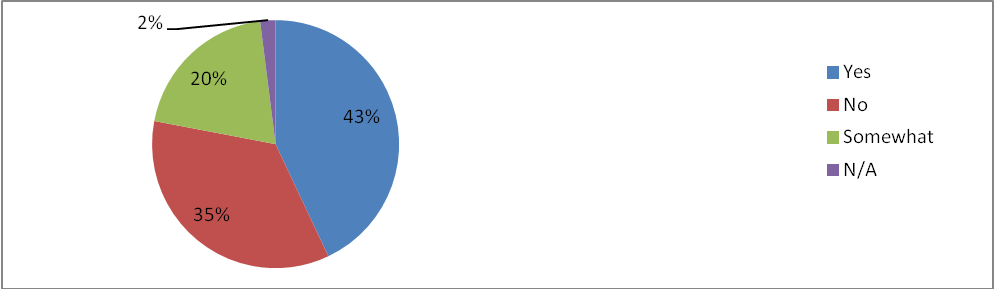 2%
20%
43%
35%
Yes
No
Somewhat
N/A